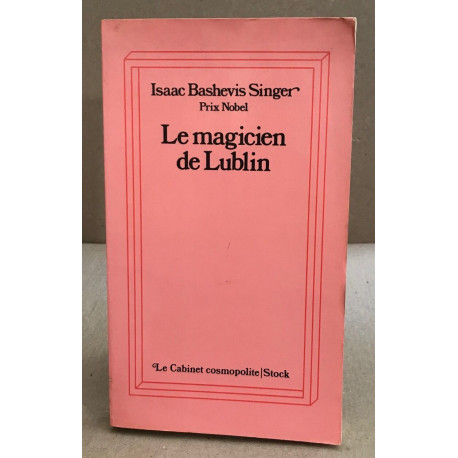 Isaac Bashevis Singer
Prix Nobel
Le magicien
de Lublin
Le Cabinet cosmopolite/Stock